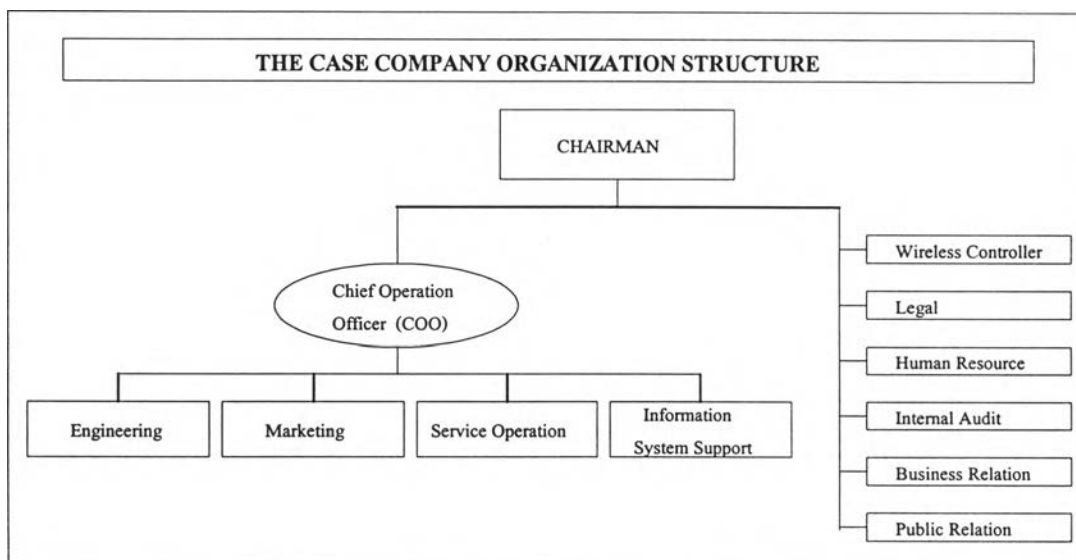 THE CASE COMPANY ORGANIZATION STRUCTURE
CHAIRMAN
Wireless Controller
Chief Operation
Officer (COO)
Legal
Human Resource
Engineering
Marketing
Service Operation
Information
System Support
Internal Audit
Business Relation
Public Relation